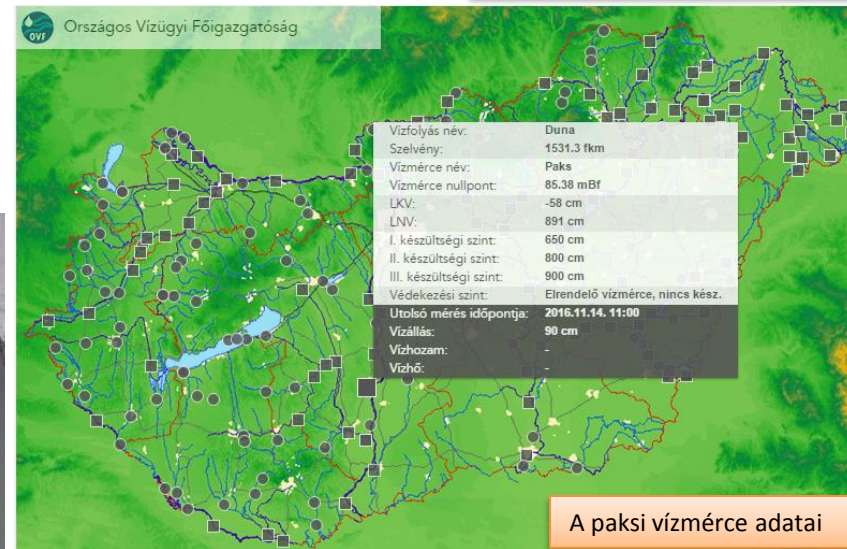 OVF
Országos Vízügyi Főigazgatóság
Vízfolyás név: Duna
Szelvény: 1531.3 fkm
Vízmérce név: Paks
Vízmérce nullpont: 85.38 mBf
LKV: -58 cm
LNV: 891 cm
I. készültségi szint: 650 cm
II. készültségi szint: 800 cm
III. készültségi szint: 900 cm
Védekezési szint: Elrendelő vízmérce, nincs kész.
Utolsó mérés időpontja: 2016.11.14. 11:00
Vízállás: 90 cm
Vízhozam: -
Vízhő: -
A paksi vízmérce adatai